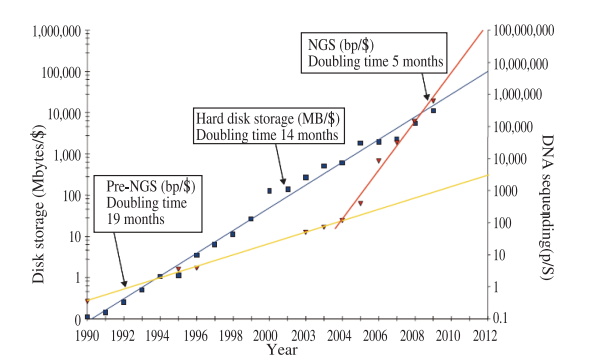 1,000,000
100,000
10,000
1,000
100
10
1
0
Disk storage (Mbytes/$)
NGS (bp/$)
Doubling time 5 months
Hard disk storage (MB/$)
Doubling time 14 months
Pre-NGS (bp/$)
Doubling time
19 months
100,000,000
10,000,000
1,000,000
100,000
10,000
1000
100
10
1
0.1
DNA sequending(p/S)
1990 1992 1994 1996 1998 2000 2002 2004 2006 2008 2010 2012
Year